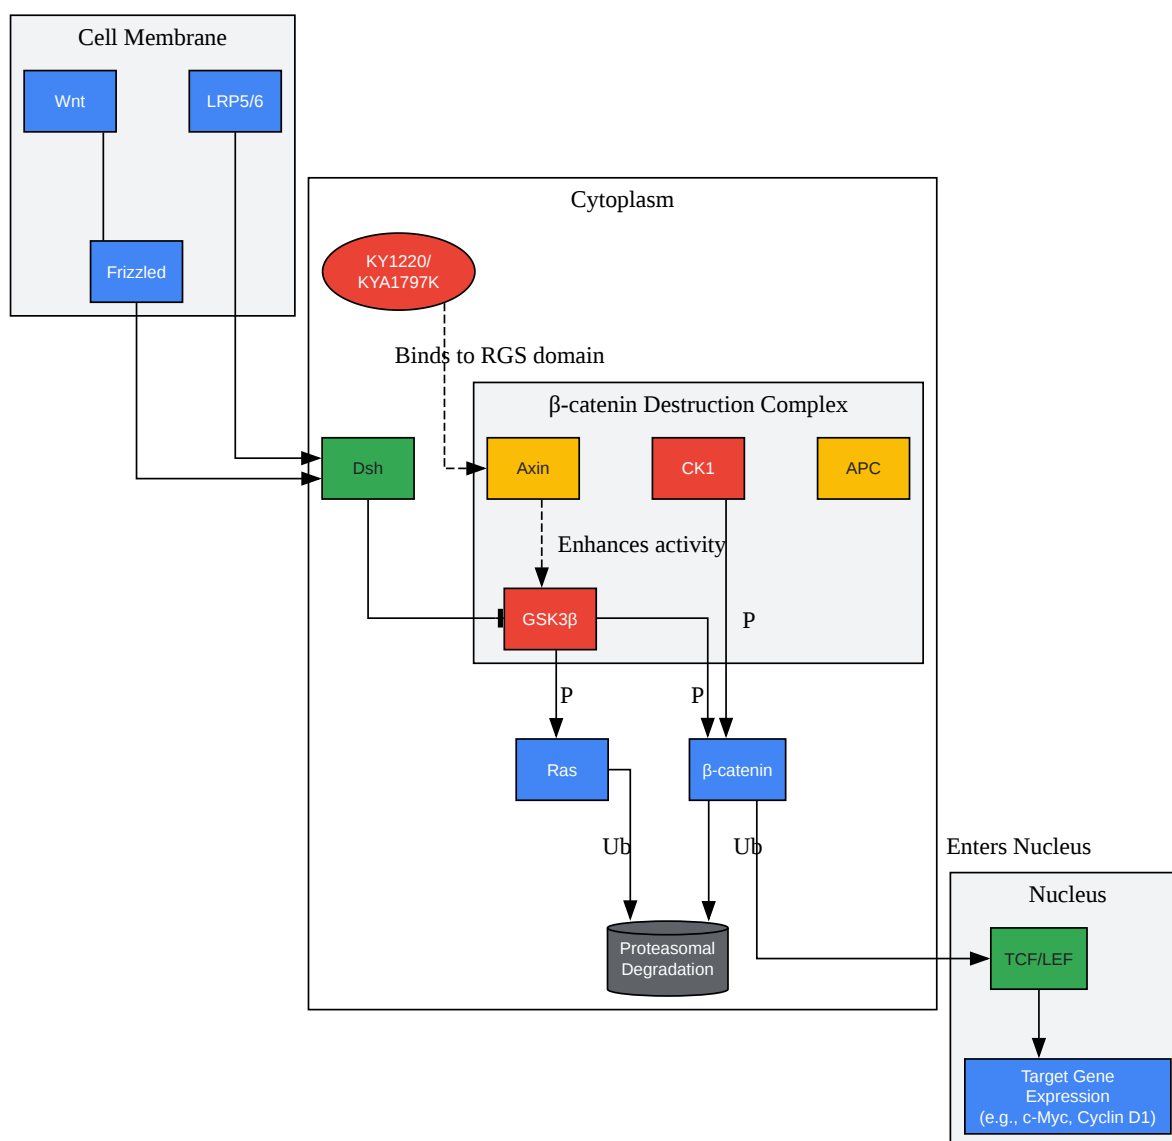 Cell Membrane
Wnt
LRP5/6
Frizzled
Cytoplasm
KY1220/
KYA1797K
Binds to RGS domain
β-catenin Destruction Complex
Dsh
Axin
CK1
APC
Enhances activity
GSK3β
P
P
P
Ras
β-catenin
Ub
Ub
Enters Nucleus
Proteasomal
Degradation
Nucleus
TCF/LEF
Target Gene
Expression
(e.g., c-Myc, Cyclin D1)